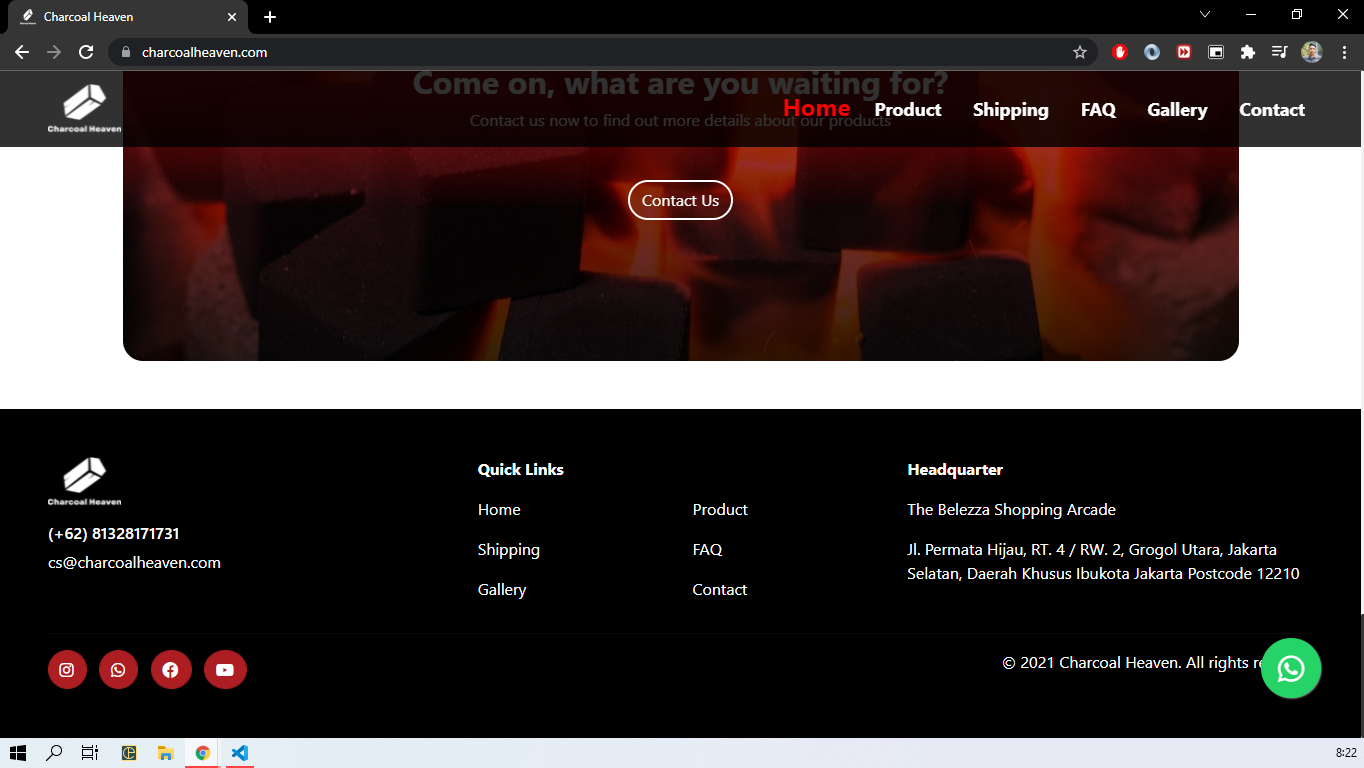 Charcoal Heaven
charcoalheaven.com
Come on, what are you waiting for?
Charcoal Heaven
Home Product Shipping FAQ Gallery Contact
Contact us now to find out more details about our products
Contact Us
Charcoal Heaven
(+62) 81328171731
cs@charcoalheaven.com
Quick Links
Home Product
Shipping FAQ
Gallery Contact
Headquarter
The Belezza Shopping Arcade
Jl. Permata Hijau, RT. 4 / RW. 2, Grogol Utara, Jakarta
Selatan, Daerah Khusus Ibukota Jakarta Postcode 12210
© 2021 Charcoal Heaven. All rights re
8:22